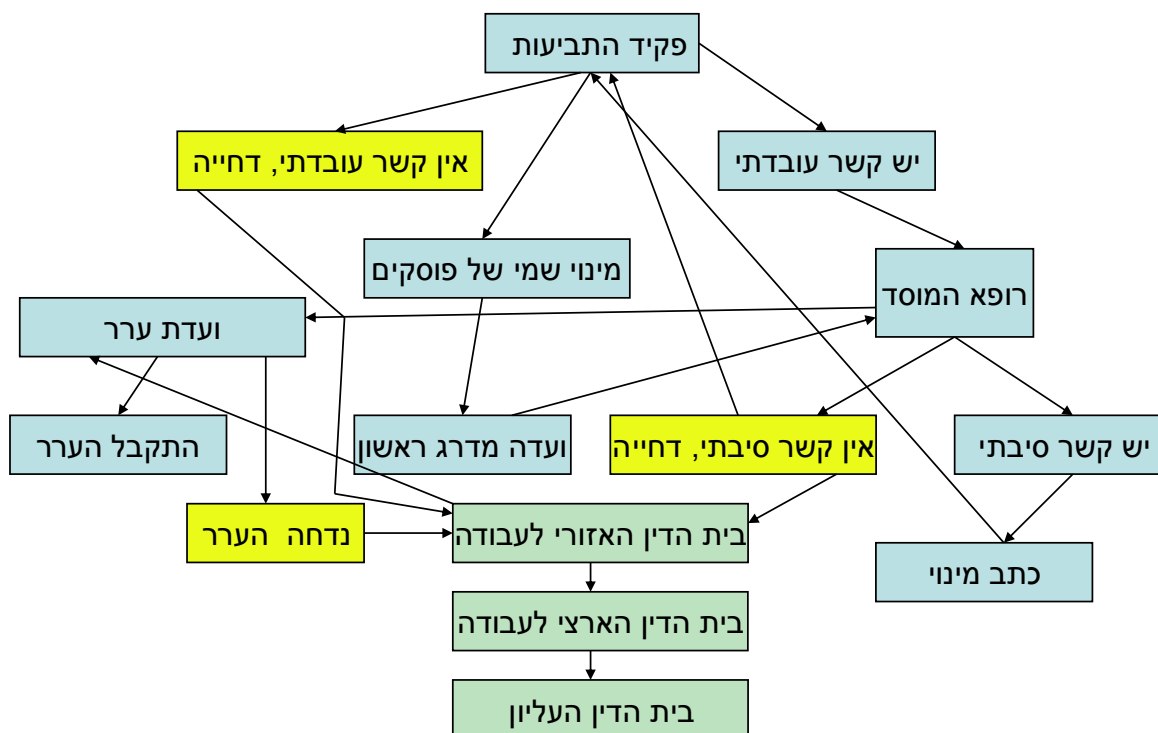 פקיד התביעות
אין קשר עובדתי, דחייה
יש קשר עובדתי
מינוי שמי של פוסקים
רופא המוסד
ועדת ערר
התקבל הערר
ועדה מדרג ראשון
אין קשר סיבתי, דחייה
יש קשר סיבתי
נדחה הערר
בית הדין האזורי לעבודה
כתב מינוי
בית הדין הארצי לעבודה
בית הדין העליון